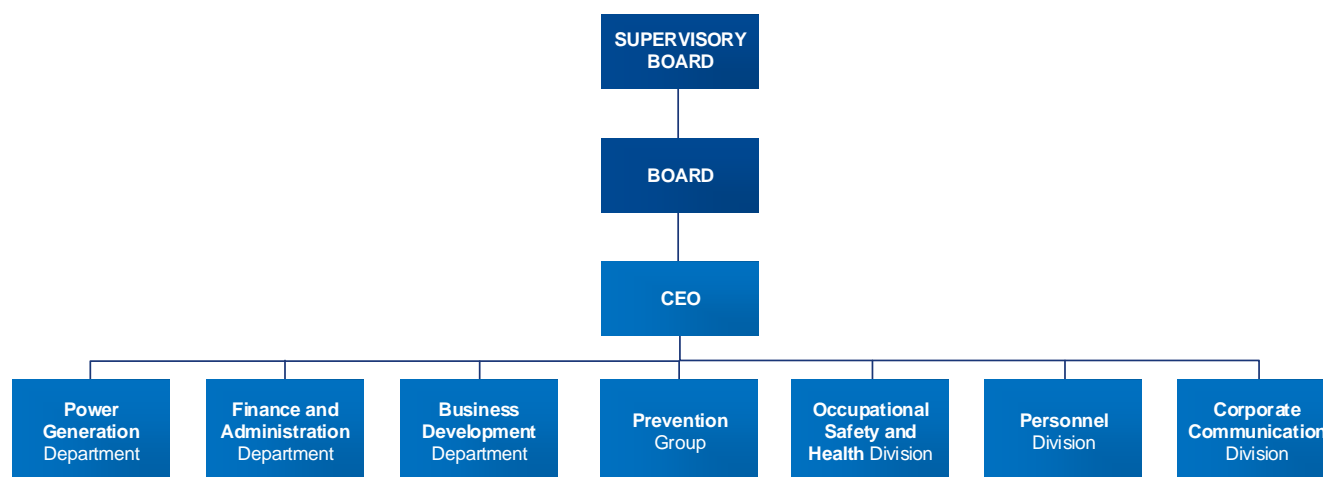 SUPERVISORY
BOARD
BOARD
CEO
Power
Generation
Department
Finance and
Administration
Department
Business
Development
Department
Prevention
Group
Occupational
Safety and
Health Division
Personnel
Division
Corporate
Communication
Division